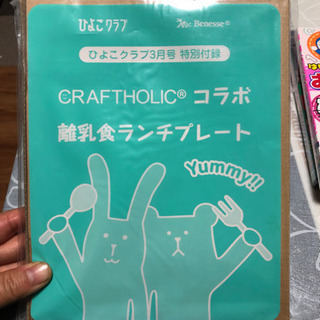 ひよこクラブ Benesse®
ひよこクラブ3月号 特別付録
CRAFTHOLIC® コラボ
離乳食ランチプレート
Yummy!!